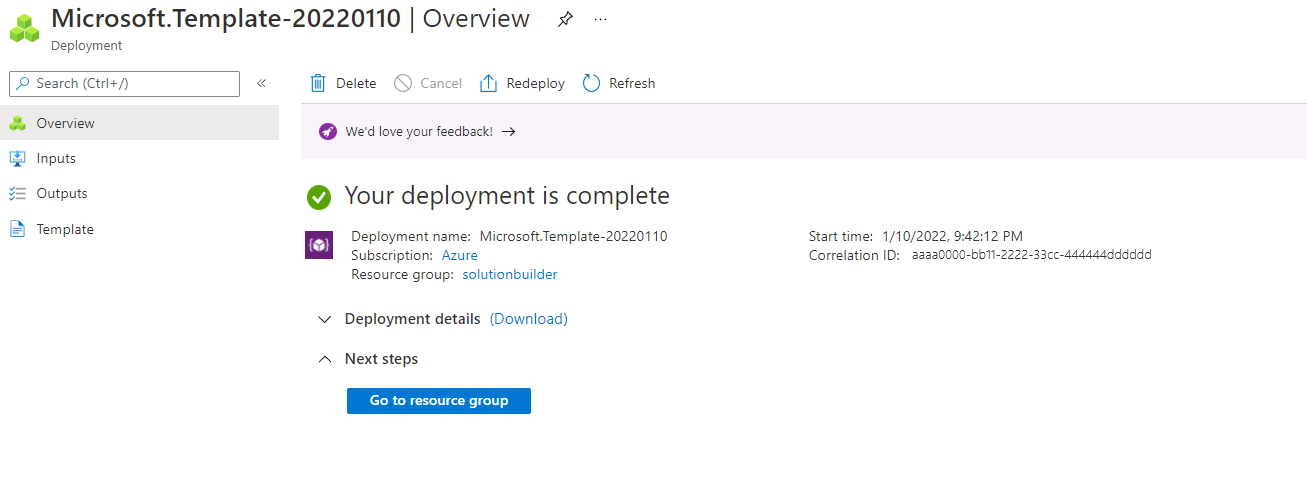 Microsoft.Template-20220110 | Overview
Deployment
Search (Ctrl+/)
Overview
Inputs
Outputs
Template
Delete
Cancel
Redeploy
Refresh
We'd love your feedback! →
Your deployment is complete
Deployment name: Microsoft.Template-20220110
Subscription: Azure
Resource group: solutionbuilder
Start time: 1/10/2022, 9:42:12 PM
Correlation ID: aaaa0000-bb11-2222-33cc-444444dddddd
Deployment details (Download)
Next steps
Go to resource group